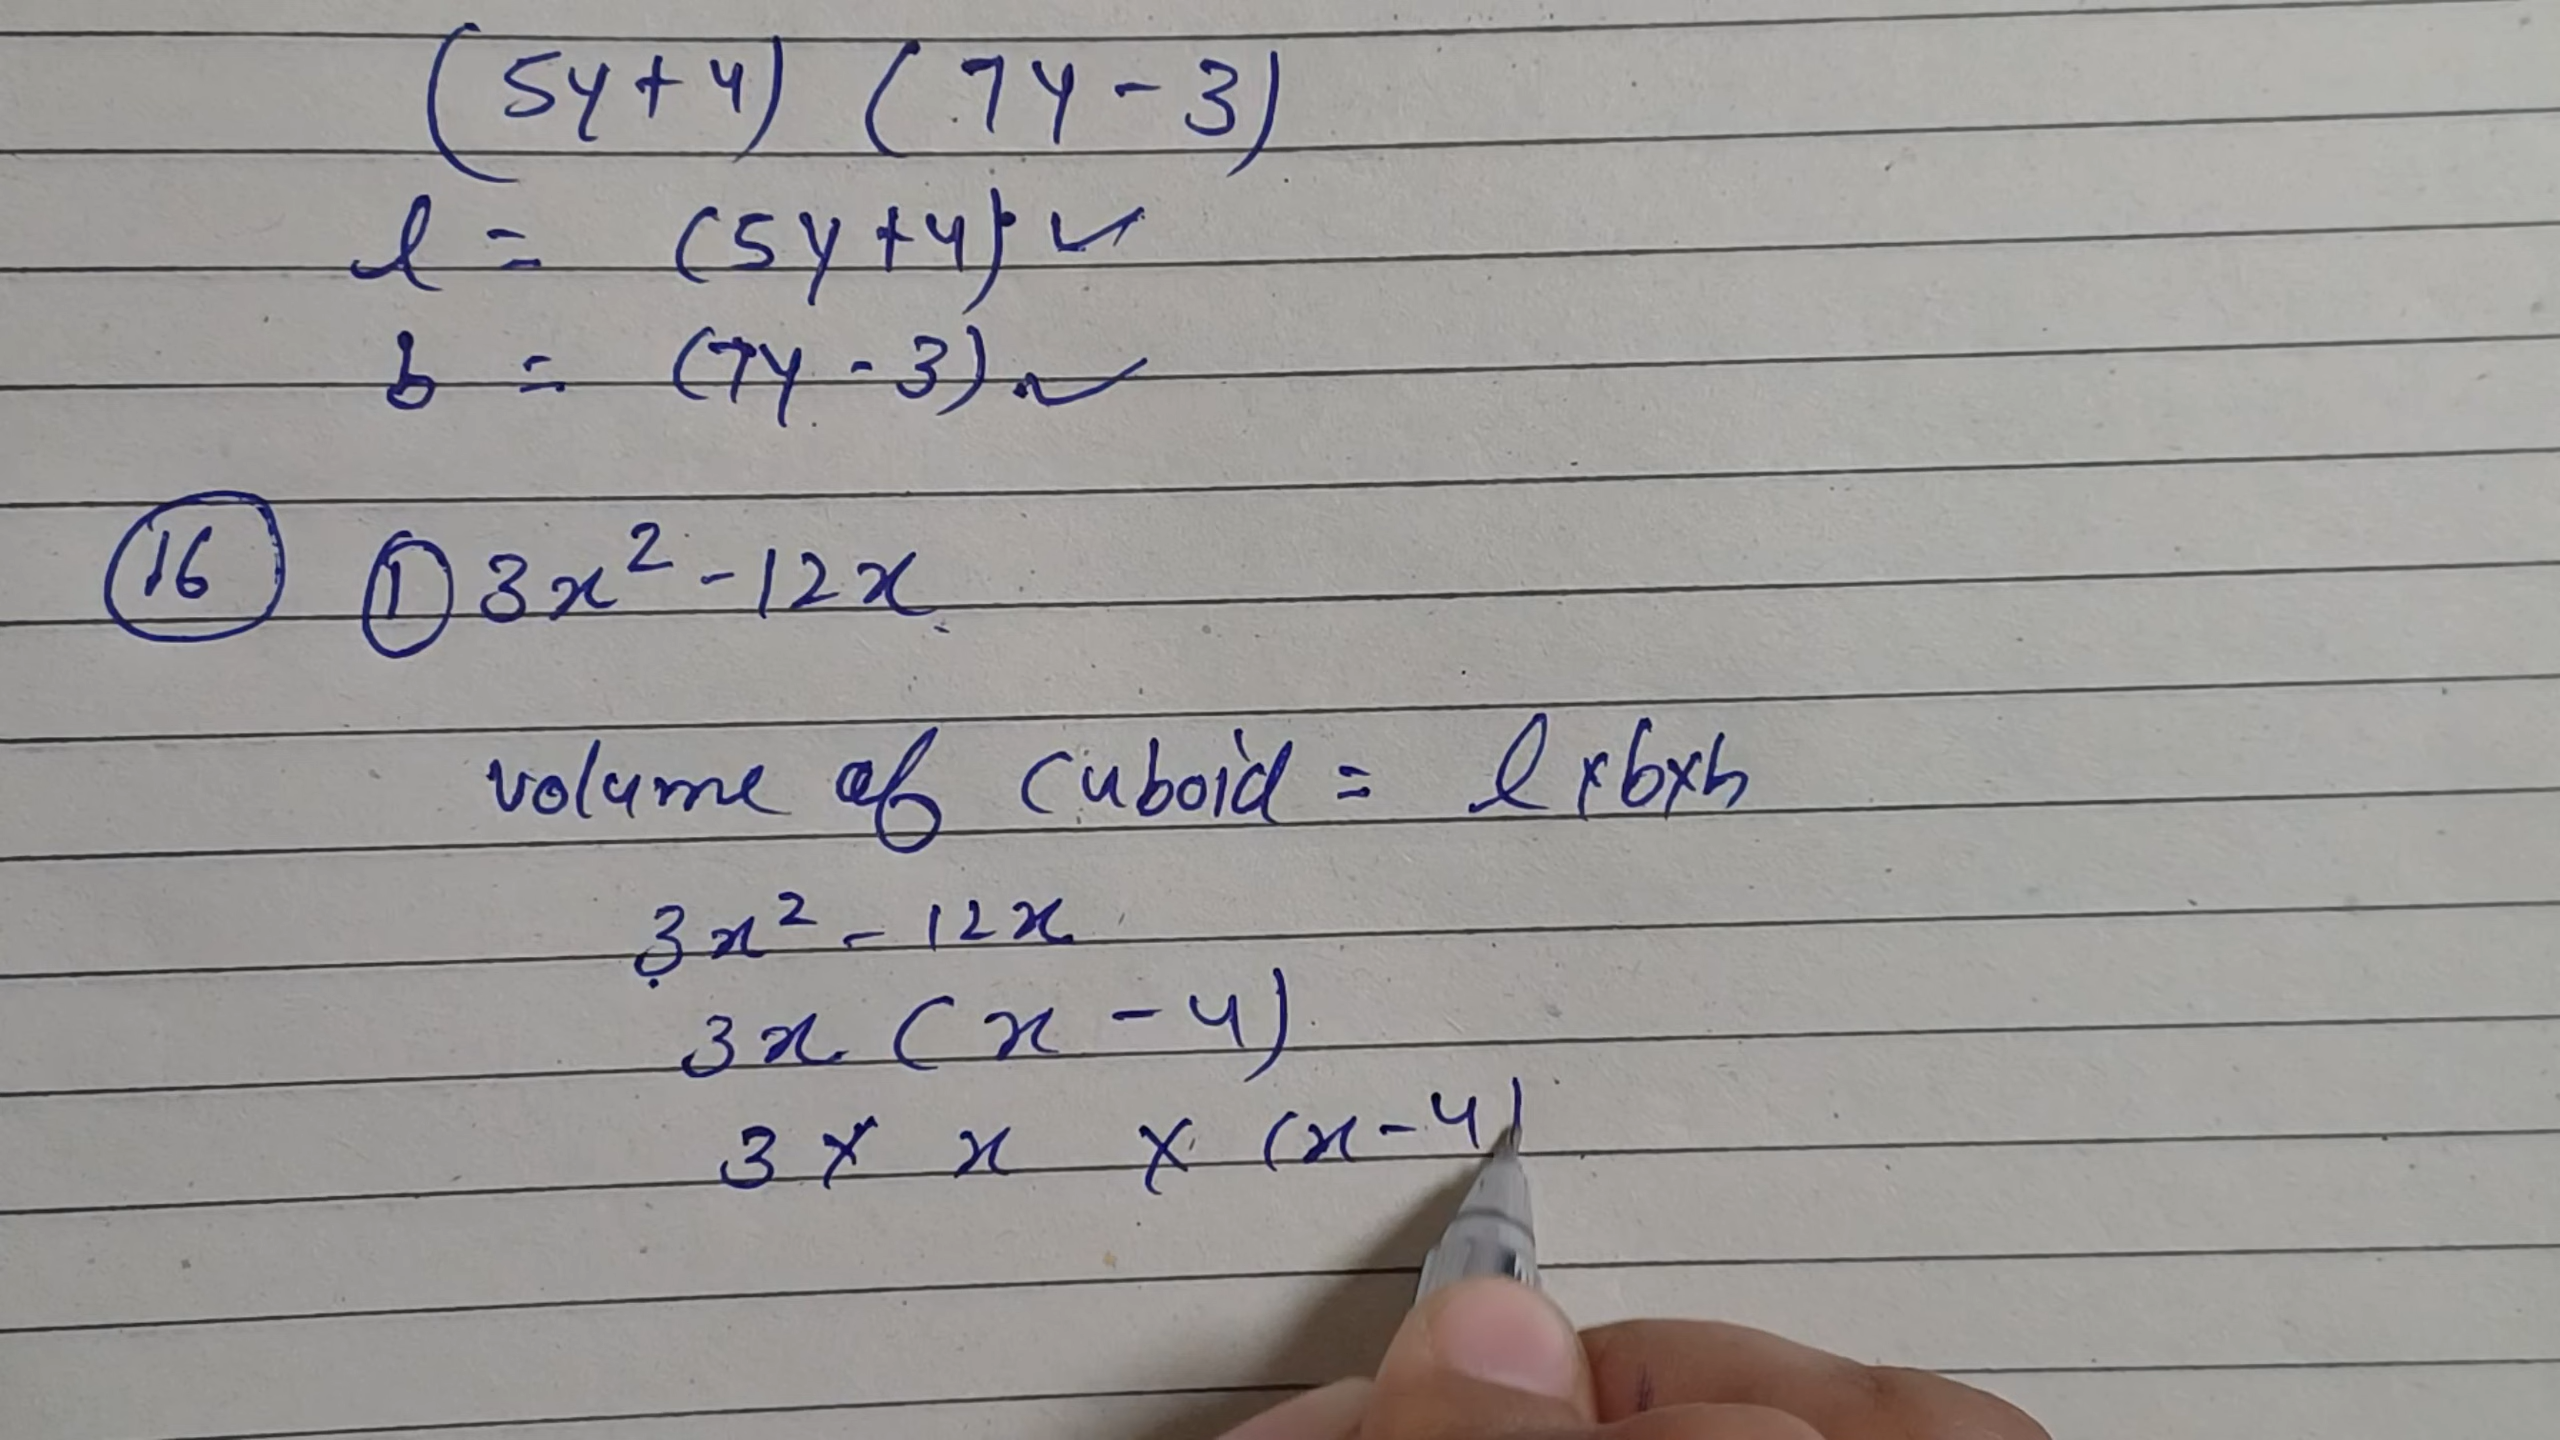 (5y+4) (7y-3)
l = (5y+4) ✓
b = (7y-3) ✓
16 1 3x² - 12x
volume of cuboid = l×b×h
3x² - 12x
3x (x - 4)
3 × x × (x-4)